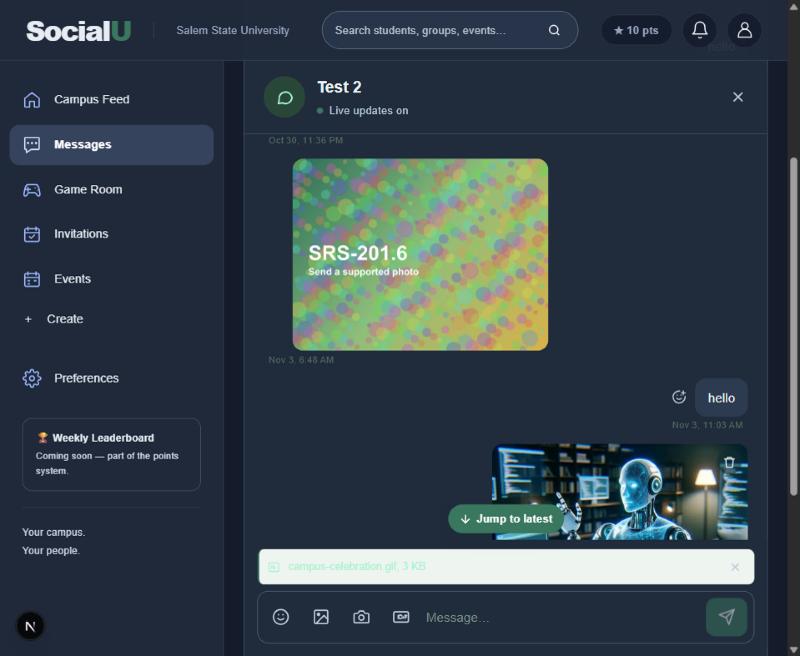 SocialU
Salem State University
Search students, groups, events...
★ 10 pts
hello
Campus Feed
Messages
Game Room
Invitations
Events
+ Create
Preferences
🏆 Weekly Leaderboard
Coming soon — part of the points
system.
Your campus.
Your people.
N
Test 2
Live updates on
Oct 30, 11:36 PM
SRS-201.6
Send a supported photo
Nov 3, 6:48 AM
hello
Nov 3, 11:03 AM
↓ Jump to latest
campus-celebration.gif, 3 KB
GIF
Message...